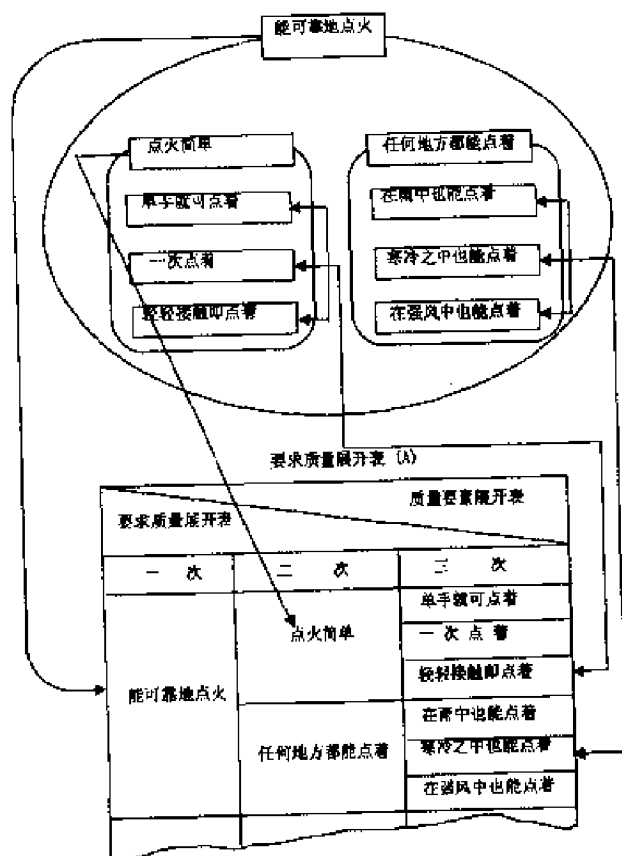 能可靠地点火
点火简单
任何地方都能点着
单手就可点着
在雨中也能点着
一次点着
寒冷之中也能点着
轻轻接触即点着
在强风中也能点着
要求质量展开表 (A)
质量要素展开表
要求质量展开表
一 次
二 次
三 次
单手就可点着
点火简单
一 次 点 着
轻轻接触即点着
能可靠地点火
在雨中也能点着
任何地方都能点着
寒冷之中也能点着
在强风中也能点着